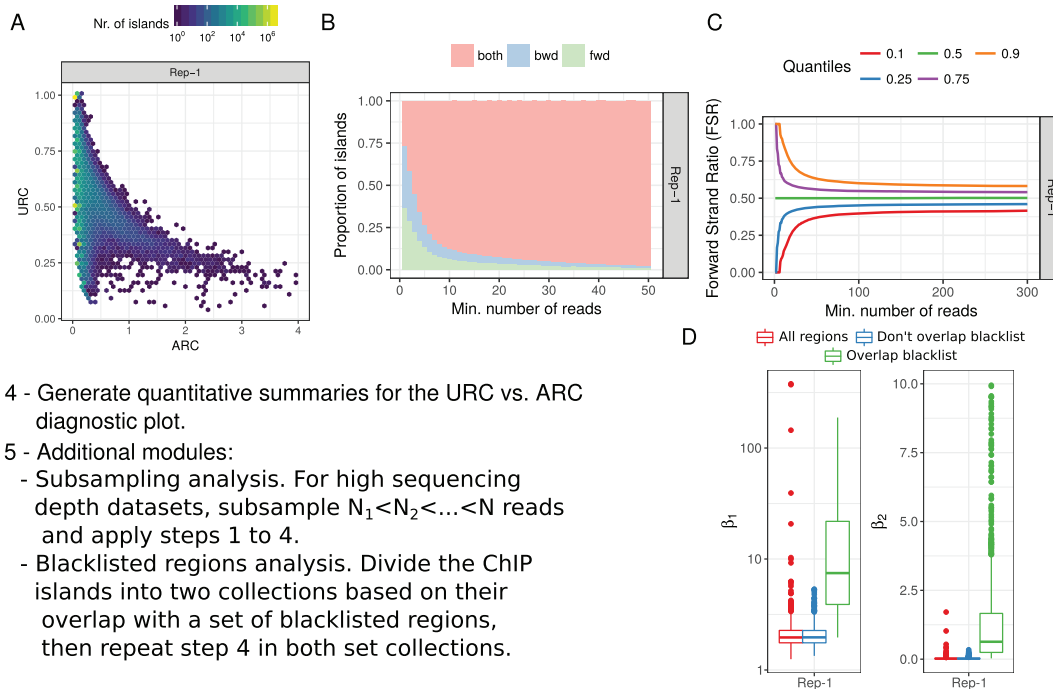 A
Nr. of islands
10⁰ 10² 10⁴ 10⁶
Rep−1
1.00
0.75
0.50
0.25
0.00
URC
0 1 2 3 4
ARC
B
both bwd fwd
1.00
0.75
0.50
0.25
0.00
Proportion of islands
Rep−1
0 10 20 30 40 50
Min. number of reads
C
Quantiles
0.1 0.5 0.9
0.25 0.75
1.00
0.75
0.50
0.25
0.00
Forward Strand Ratio (FSR)
Rep−1
0 100 200 300
Min. number of reads
D
All regions Don't overlap blacklist
Overlap blacklist
100
10
1
β₁
Rep-1
10.0
7.5
5.0
2.5
0.0
β₂
Rep-1
4 - Generate quantitative summaries for the URC vs. ARC
diagnostic plot.
5 - Additional modules:
- Subsampling analysis. For high sequencing
depth datasets, subsample N₁<N₂<...<N reads
and apply steps 1 to 4.
- Blacklisted regions analysis. Divide the ChIP
islands into two collections based on their
overlap with a set of blacklisted regions,
then repeat step 4 in both set collections.